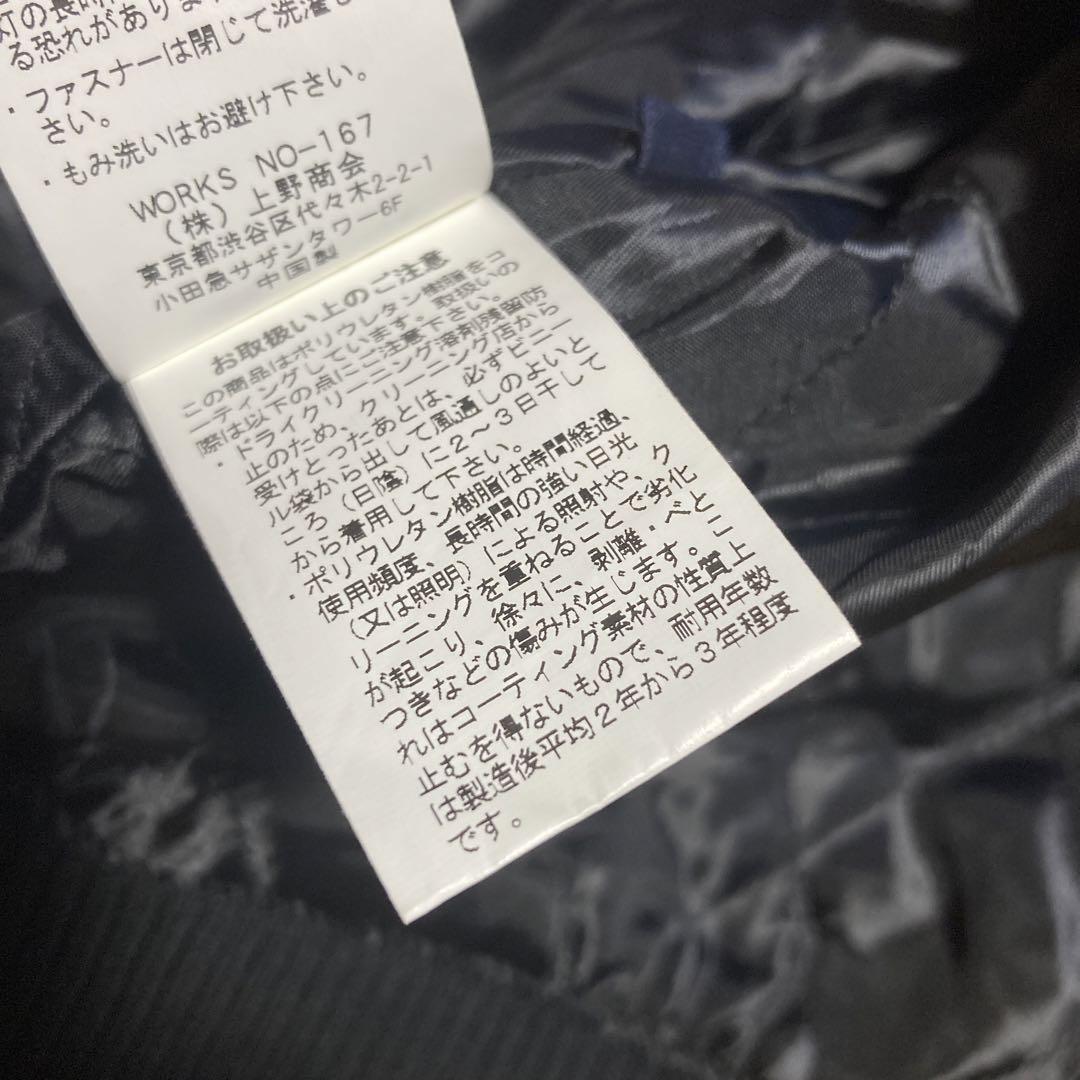 灯の長時
る恐れがありま
・ファスナーは閉じて洗濯し
さい。
・もみ洗いはお避け下さい。
WORKS NO-167
(株)上野商会
東京都渋谷区代々木2-2-1
小田急サザンタワー6F
中国製
お取扱い上のご注意
この商品はポリウレタン樹脂をコ
ーティングしています。取扱いの
際は以下の点にご注意下さい。
・ドライクリーニング溶剤残留防
止のため、クリーニング店から
受けとったあとは、必ずビニー
ル袋から出して風通しのよいと
ころ(日陰)に2～3日干して
から着用して下さい。
・ポリウレタン樹脂は時間経過、
使用頻度、長時間の強い日光
(又は照明)による照射や、ク
リーニングを重ねることで劣化
が起こり、徐々に、剥離・べと
つきなどの傷みが生じます。こ
れはコーティング素材の性質上
止むを得ないもので、耐用年数
は製造後平均2年から3年程度
です。